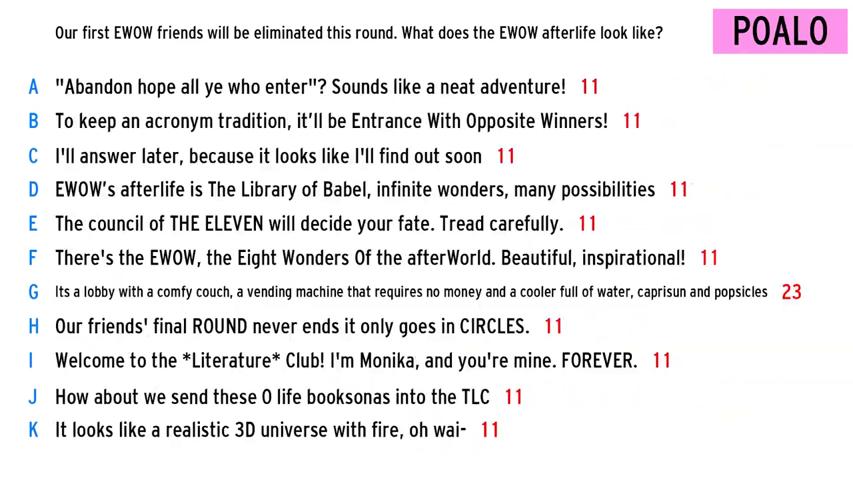 Our first EWOW friends will be eliminated this round. What does the EWOW afterlife look like?
POALO
A "Abandon hope all ye who enter"? Sounds like a neat adventure! 11
B To keep an acronym tradition, it'll be Entrance With Opposite Winners! 11
C I'll answer later, because it looks like I'll find out soon 11
D EWOW's afterlife is The Library of Babel, infinite wonders, many possibilities 11
E The council of THE ELEVEN will decide your fate. Tread carefully. 11
F There's the EWOW, the Eight Wonders Of the afterWorld. Beautiful, inspirational! 11
G Its a lobby with a comfy couch, a vending machine that requires no money and a cooler full of water, caprisun and popsicles 23
H Our friends' final ROUND never ends it only goes in CIRCLES. 11
I Welcome to the *Literature* Club! I'm Monika, and you're mine. FOREVER. 11
J How about we send these 0 life booksonas into the TLC 11
K It looks like a realistic 3D universe with fire, oh wai- 11